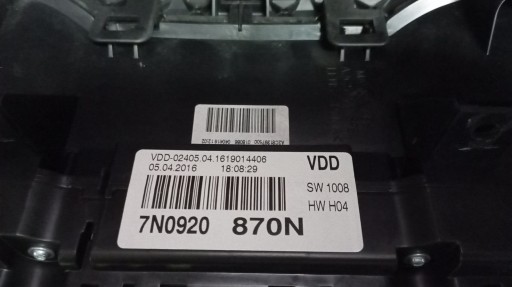 VDD-02405.04.1619014406
05.04.2016 18:08:29
VDD
SW 1008
HW H04
7N0920 870N